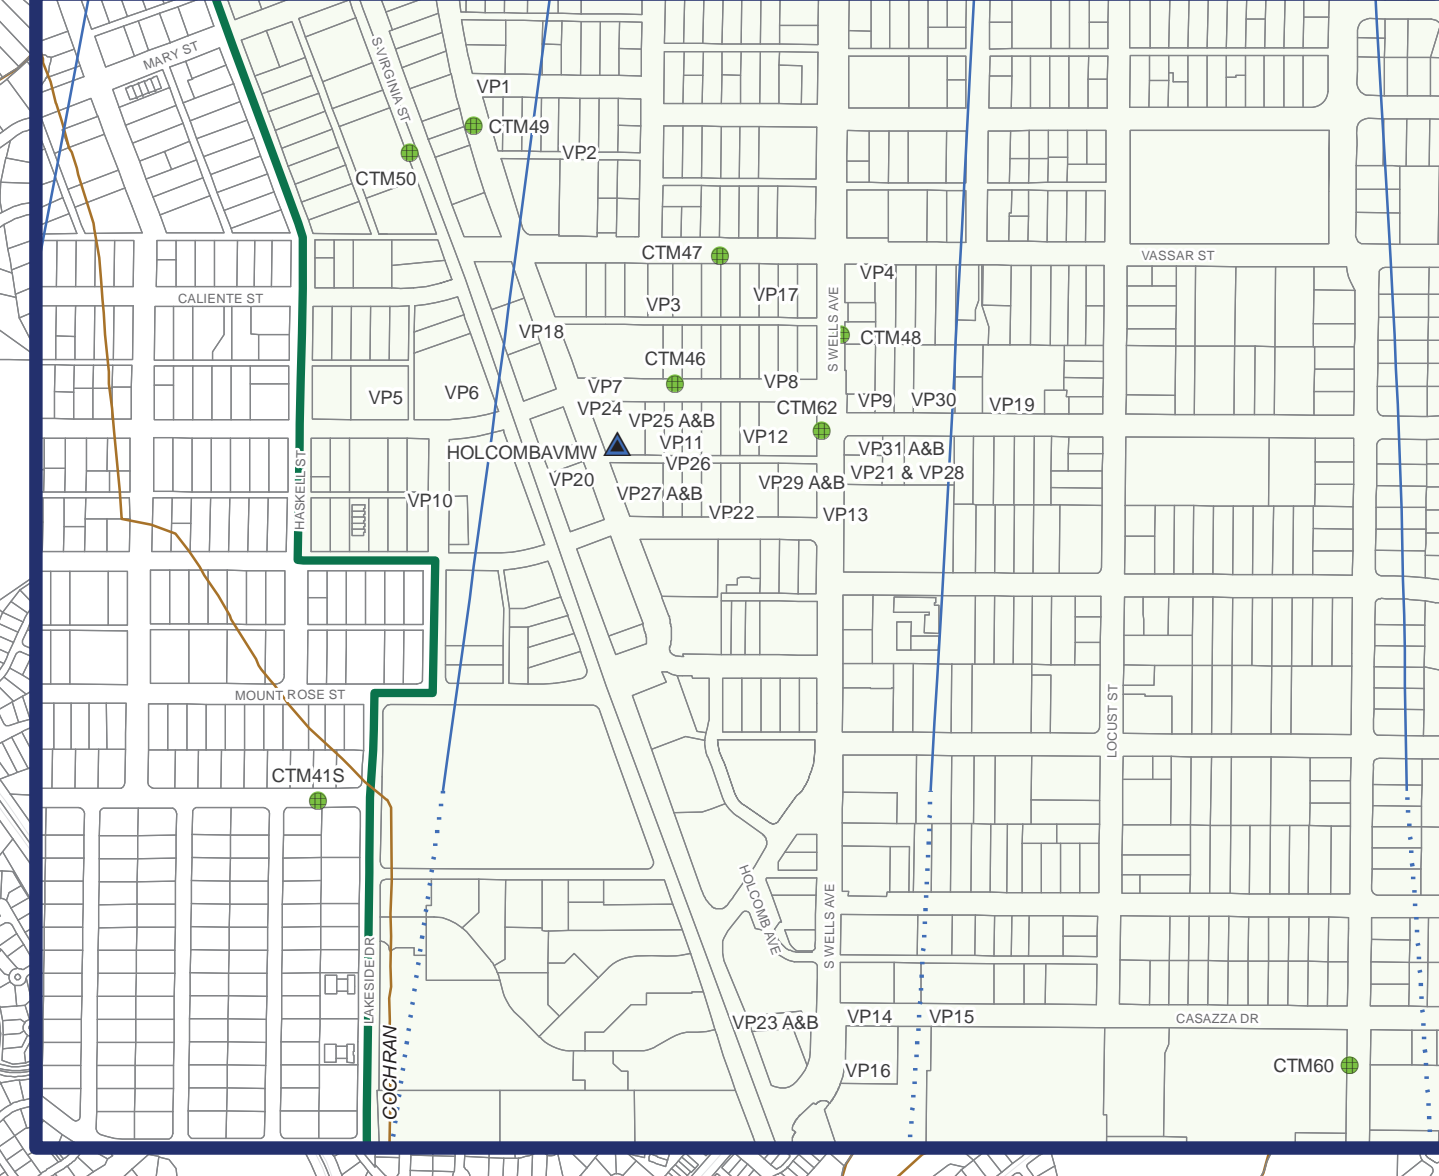 MARY ST
S VIRGINIA ST
VP1
CTM49
VP2
CTM50
CTM47
VASSAR ST
VP4
CALIENTE ST
VP3
VP17
S WELLS AVE
VP18
CTM48
CTM46
VP7
VP8
VP5
VP6
VP24
CTM62
VP9
VP30
VP19
VP25 A&B
VP11
VP12
HOLCOMBAVMW
VP26
VP31 A&B
VP20
VP21 & VP28
VP29 A&B
HASKELL ST
VP10
VP27 A&B
VP22
VP13
MOUNT ROSE ST
LOCUST ST
CTM41S
HOLCOMB AVE
S WELLS AVE
LAKESIDE DR
VP23 A&B
VP14
VP15
CASAZZA DR
COCHRAN
VP16
CTM60